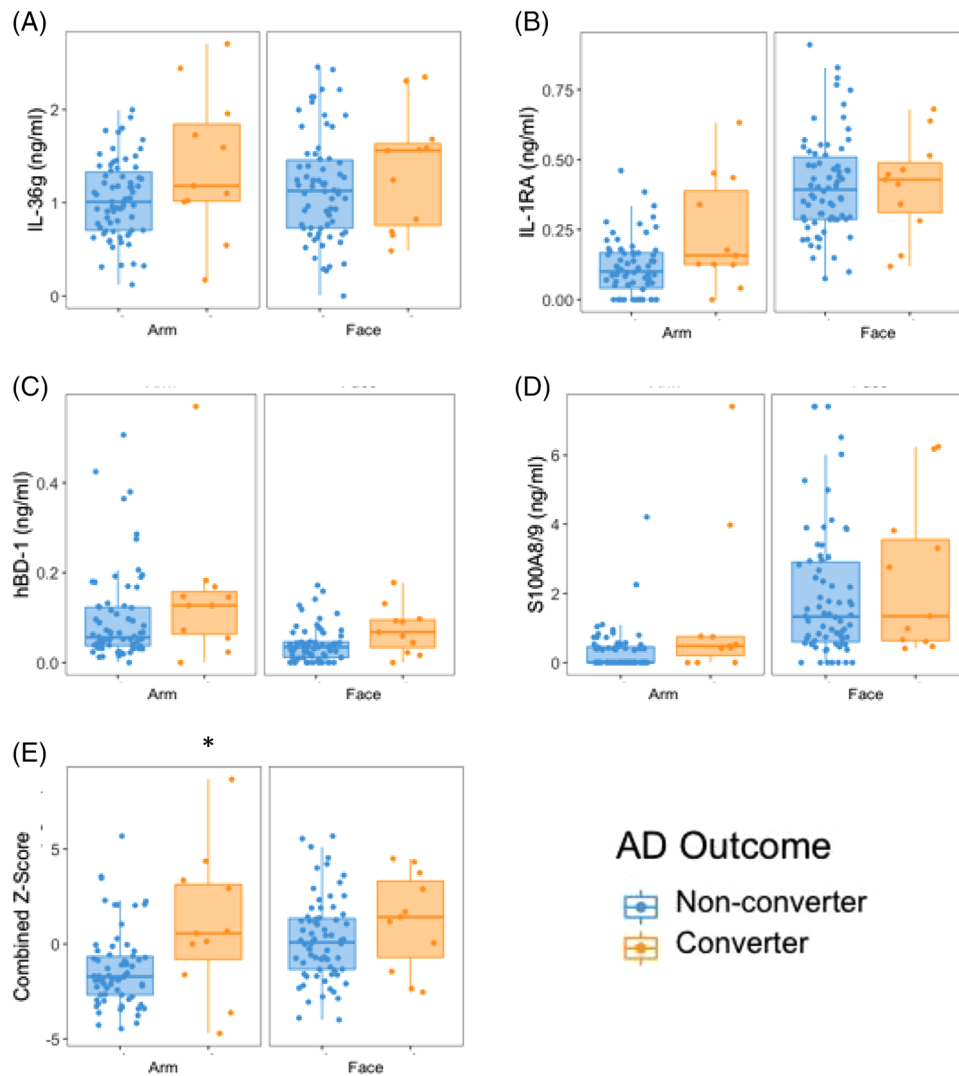 (A)
IL-36g (ng/ml)
2
1
0
Arm
Face
(B)
IL-1RA (ng/ml)
0.75
0.50
0.25
0.00
Arm
Face
(C)
hBD-1 (ng/ml)
0.4
0.2
0.0
Arm
Face
(D)
S100A8/9 (ng/ml)
6
4
2
0
Arm
Face
(E)
*
Combined Z-Score
5
0
-5
Arm
Face
AD Outcome
Non-converter
Converter